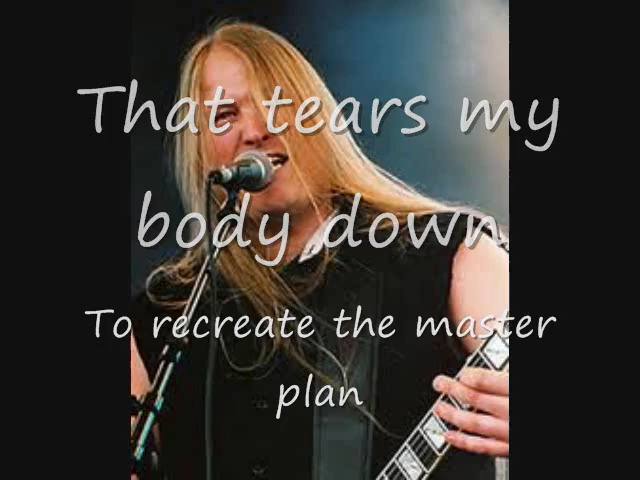 That tears my
body down
To recreate the master
plan